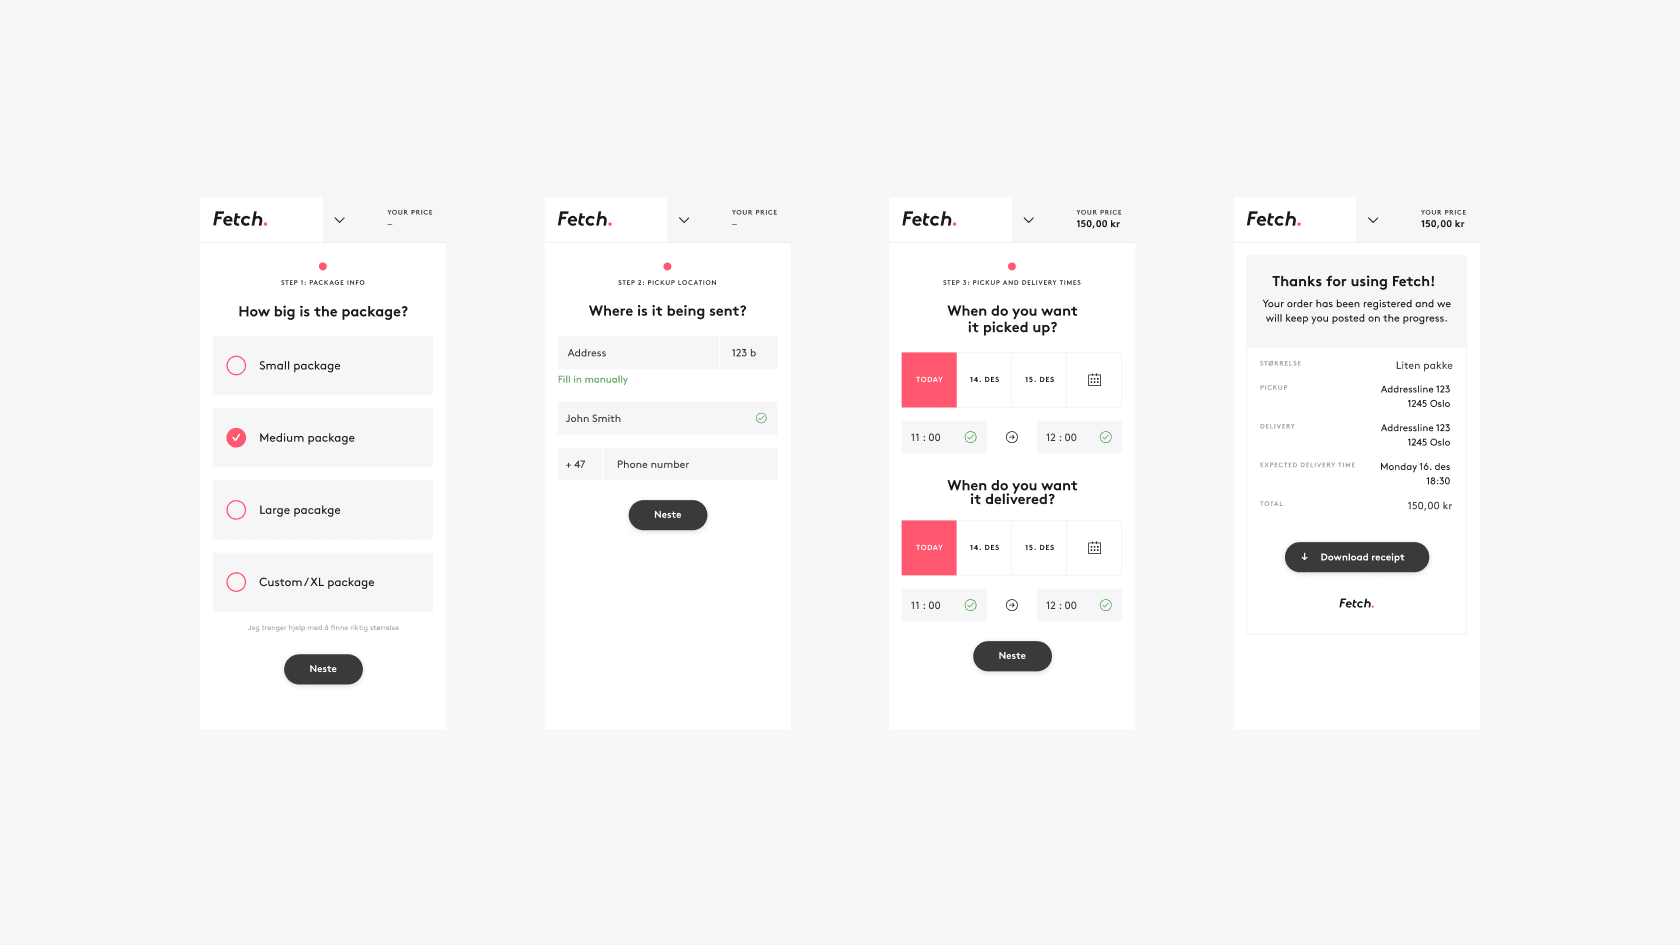 Fetch.
YOUR PRICE
–
STEP 1: PACKAGE INFO
How big is the package?
Small package
Medium package
Large pacakge
Custom/XL package
Jeg trenger hjelp med å finne riktig størrelse
Neste
Fetch.
YOUR PRICE
–
STEP 2: PICKUP LOCATION
Where is it being sent?
Address 123 b
Fill in manually
John Smith
+ 47 Phone number
Neste
Fetch.
YOUR PRICE
150,00 kr
STEP 3: PICKUP AND DELIVERY TIMES
When do you want
it picked up?
TODAY 14. DES 15. DES
11 : 00 12 : 00
When do you want
it delivered?
TODAY 14. DES 15. DES
11 : 00 12 : 00
Neste
Fetch.
YOUR PRICE
150,00 kr
Thanks for using Fetch!
Your order has been registered and we
will keep you posted on the progress.
STØRRELSE Liten pakke
PICKUP Addressline 123
1245 Oslo
DELIVERY Addressline 123
1245 Oslo
EXPECTED DELIVERY TIME Monday 16. des
18:30
TOTAL 150,00 kr
Download receipt
Fetch.